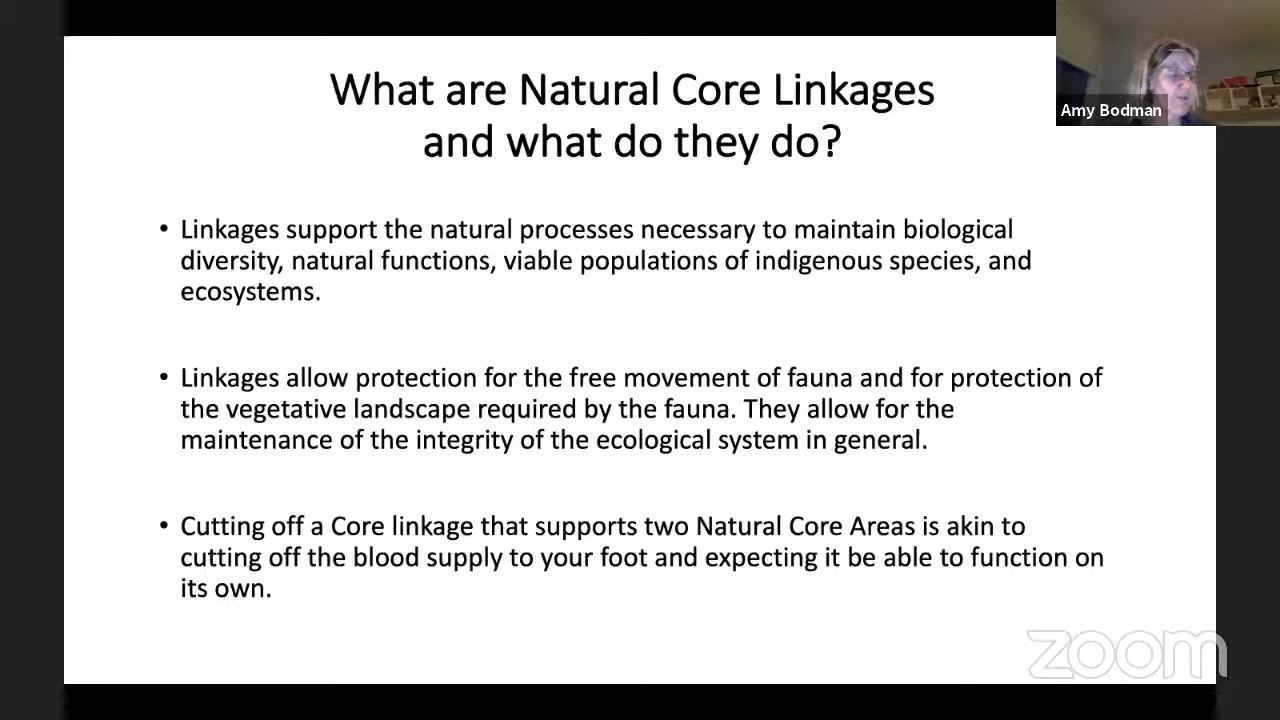 What are Natural Core Linkages
and what do they do?
Amy Bodman
• Linkages support the natural processes necessary to maintain biological
diversity, natural functions, viable populations of indigenous species, and
ecosystems.
• Linkages allow protection for the free movement of fauna and for protection of
the vegetative landscape required by the fauna. They allow for the
maintenance of the integrity of the ecological system in general.
• Cutting off a Core linkage that supports two Natural Core Areas is akin to
cutting off the blood supply to your foot and expecting it be able to function on
its own.
zoom